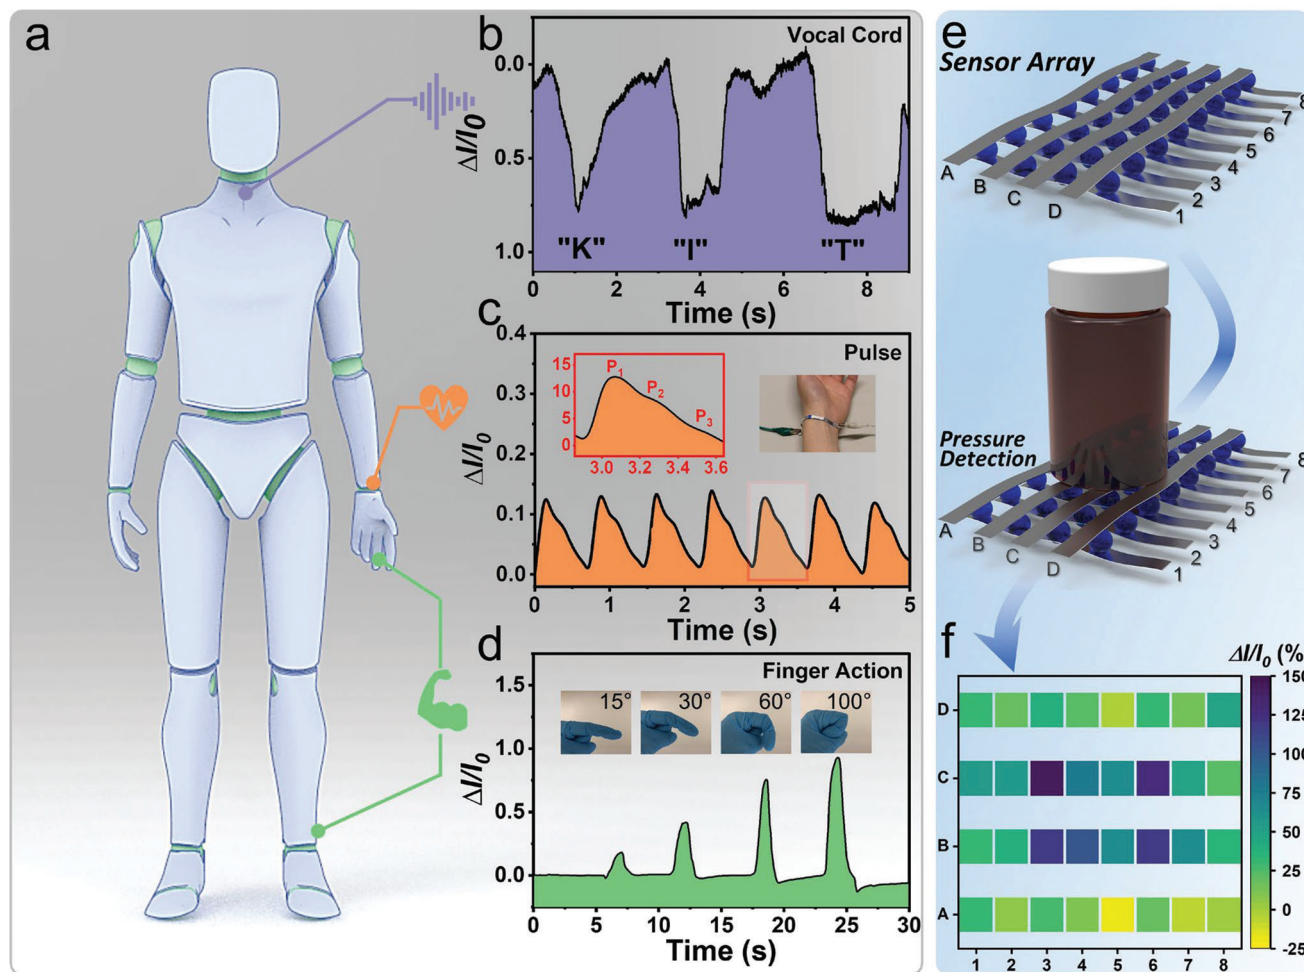 a
b
Vocal Cord
0.0
0.5
1.0
ΔI/I0
"K" "I" "T"
0 2 4 6 8
Time (s)
c
Pulse
0.4
0.3
0.2
0.1
0.0
ΔI/I0
15
10
5
0
P1
P2
P3
3.0 3.2 3.4 3.6
0 1 2 3 4 5
Time (s)
d
Finger Action
1.5
1.0
0.5
0.0
ΔI/I0
15° 30° 60° 100°
0 5 10 15 20 25 30
Time (s)
e
Sensor Array
A B C D
1 2 3 4 5 6 7 8
Pressure
Detection
A B C D
1 2 3 4 5 6 7 8
f
ΔI/I0 (%
D
C
B
A
1 2 3 4 5 6 7 8
150
125
100
75
50
25
0
-25